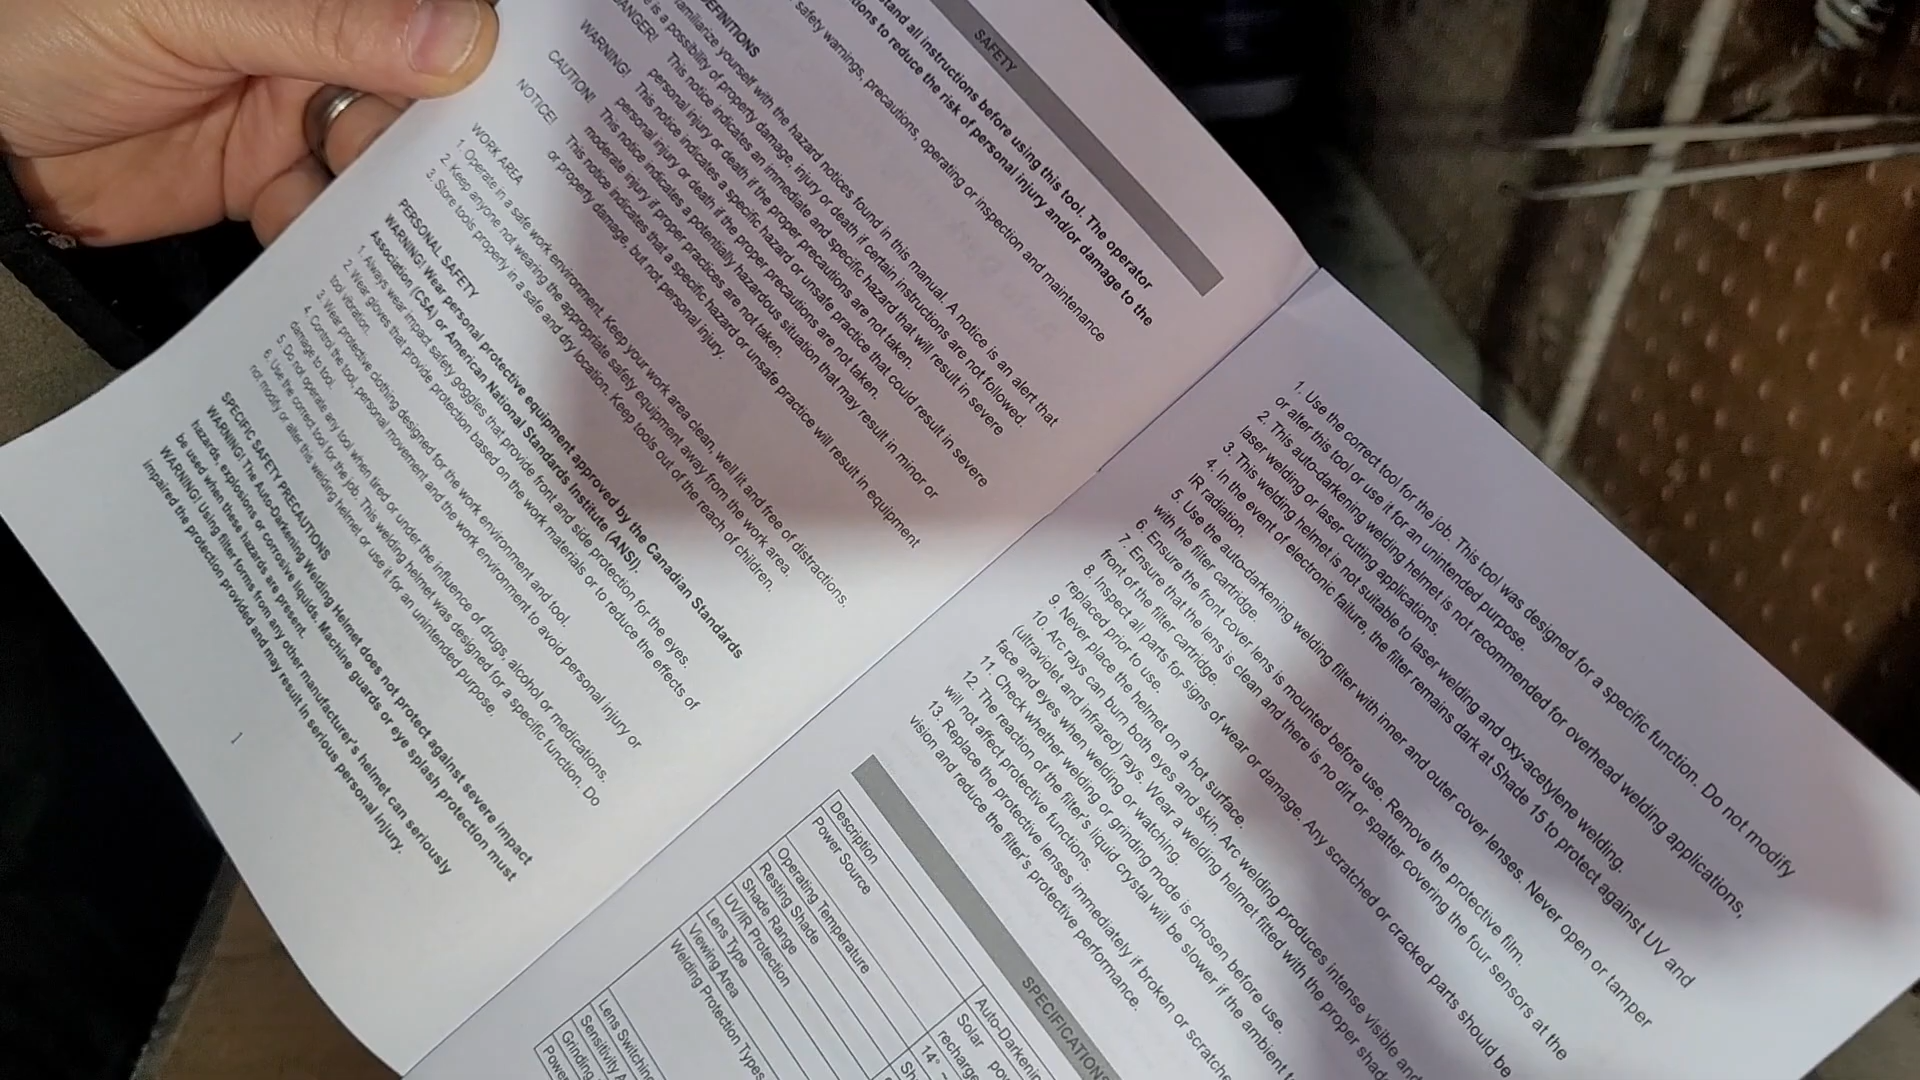 SAFETY
stand all instructions before using this tool. The operator
tions to reduce the risk of personal injury and/or damage to the
safety warnings, precautions, operating or inspection and maintenance
DEFINITIONS
familiarize yourself with the hazard notices found in this manual. A notice is an alert that
e is a possibility of property damage, injury or death if certain instructions are not followed.
DANGER! This notice indicates an immediate and specific hazard that will result in severe
personal injury or death if the proper precautions are not taken.
WARNING! This notice indicates a specific hazard or unsafe practice that could result in severe
personal injury or death if the proper precautions are not taken.
CAUTION! This notice indicates a potentially hazardous situation that may result in minor or
moderate injury if proper practices are not taken.
NOTICE! This notice indicates that a specific hazard or unsafe practice will result in equipment
or property damage, but not personal injury.
WORK AREA
1. Operate in a safe work environment. Keep your work area clean, well lit and free of distractions.
2. Keep anyone not wearing the appropriate safety equipment away from the work area.
3. Store tools properly in a safe and dry location. Keep tools out of the reach of children.
PERSONAL SAFETY
WARNING! Wear personal protective equipment approved by the Canadian Standards
Association (CSA) or American National Standards Institute (ANSI).
1. Always wear impact safety goggles that provide front and side protection for the eyes.
2. Wear gloves that provide protection based on the work materials or to reduce the effects of
tool vibration.
3. Wear protective clothing designed for the work environment and tool.
4. Control the tool, personal movement and the work environment to avoid personal injury or
damage to tool.
5. Do not operate any tool when tired or under the influence of drugs, alcohol or medications.
6. Use the correct tool for the job. This welding helmet was designed for a specific function. Do
not modify or alter this welding helmet or use it for an unintended purpose.
SPECIFIC SAFETY PRECAUTIONS
WARNING! The Auto-Darkening Welding Helmet does not protect against severe impact
hazards, explosions or corrosive liquids. Machine guards or eye splash protection must
be used when these hazards are present.
WARNING! Using filter forms from any other manufacturer's helmet can seriously
impaired the protection provided and may result in serious personal injury.
1
1. Use the correct tool for the job. This tool was designed for a specific function. Do not modify
or alter this tool or use it for an unintended purpose.
2. This auto-darkening welding helmet is not recommended for overhead welding applications,
laser welding or laser cutting applications.
3. This welding helmet is not suitable to laser welding and oxy-acetylene welding.
4. In the event of electronic failure, the filter remains dark at Shade 15 to protect against UV and
IR radiation.
5. Use the auto-darkening welding filter with inner and outer cover lenses. Never open or tamper
with the filter cartridge.
6. Ensure the front cover lens is mounted before use. Remove the protective film.
7. Ensure that the lens is clean and there is no dirt or spatter covering the four sensors at the
front of the filter cartridge.
8. Inspect all parts for signs of wear or damage. Any scratched or cracked parts should be
replaced prior to use.
9. Never place the helmet on a hot surface.
10. Arc rays can burn both eyes and skin. Arc welding produces intense visible and
(ultraviolet and infrared) rays. Wear a welding helmet fitted with the proper shade
face and eyes when welding or watching.
11. Check whether welding or grinding mode is chosen before use.
12. The reaction of the filter's liquid crystal will be slower if the ambient t
will not affect protective functions.
13. Replace the protective lenses immediately if broken or scratche
vision and reduce the filter's protective performance.
SPECIFICATIONS
Description Auto-Darkenin
Power Source Solar pow
recharge
Operating Temperature 14° ~
Resting Shade Sh
Shade Range
UV/IR Protection
Lens Type
Viewing Area
Welding Protection Types
Lens Switching
Sensitivity A
Grinding
Power